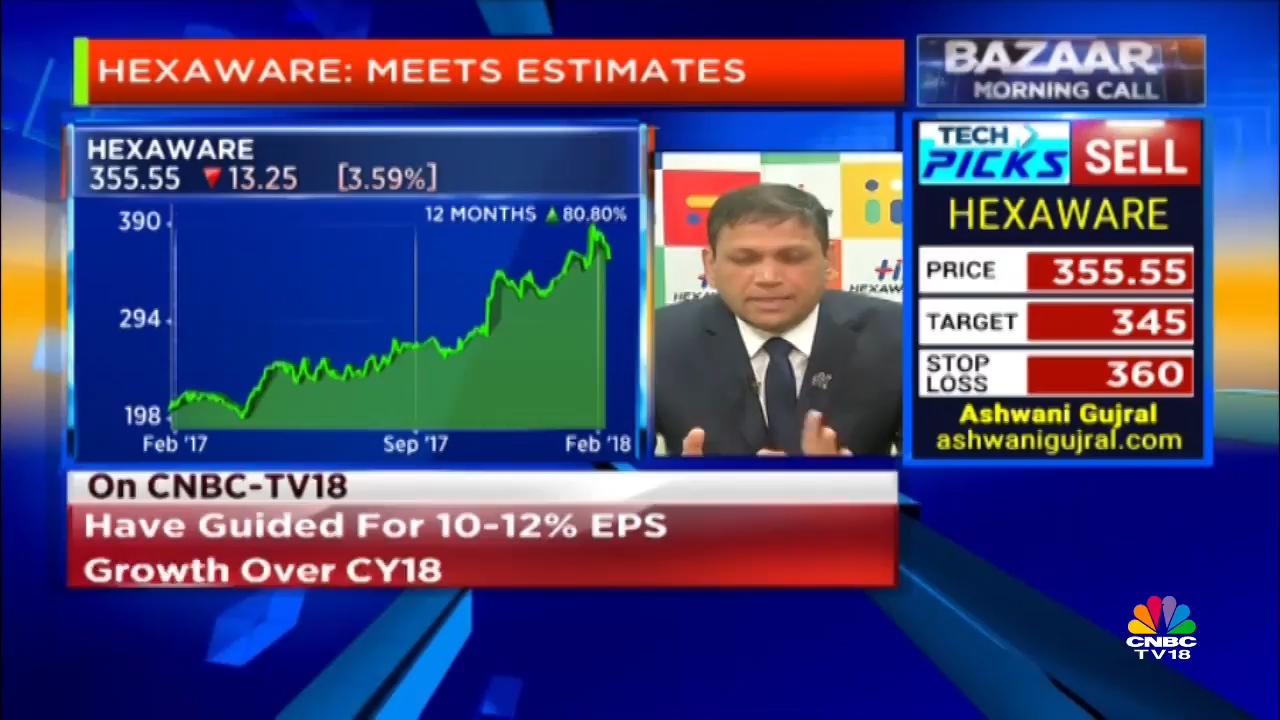 HEXAWARE: MEETS ESTIMATES
BAZAAR
MORNING CALL
HEXAWARE
355.55 ▼13.25 [3.59%]
12 MONTHS ▲80.80%
390
294
198
Feb '17 Sep '17 Feb '18
HEXAWARE
TECH
PICKS
SELL
HEXAWARE
PRICE 355.55
TARGET 345
STOP
LOSS 360
Ashwani Gujral
ashwanigujral.com
On CNBC-TV18
Have Guided For 10-12% EPS
Growth Over CY18
CNBC
TV18